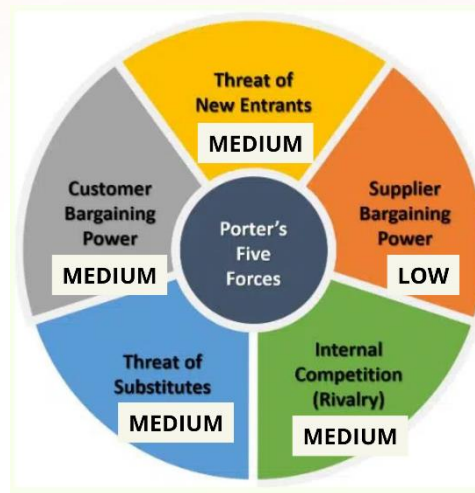 Threat of
New Entrants
MEDIUM
Customer
Bargaining
Power
MEDIUM
Porter's
Five
Forces
Supplier
Bargaining
Power
LOW
Threat of
Substitutes
MEDIUM
Internal
Competition
(Rivalry)
MEDIUM